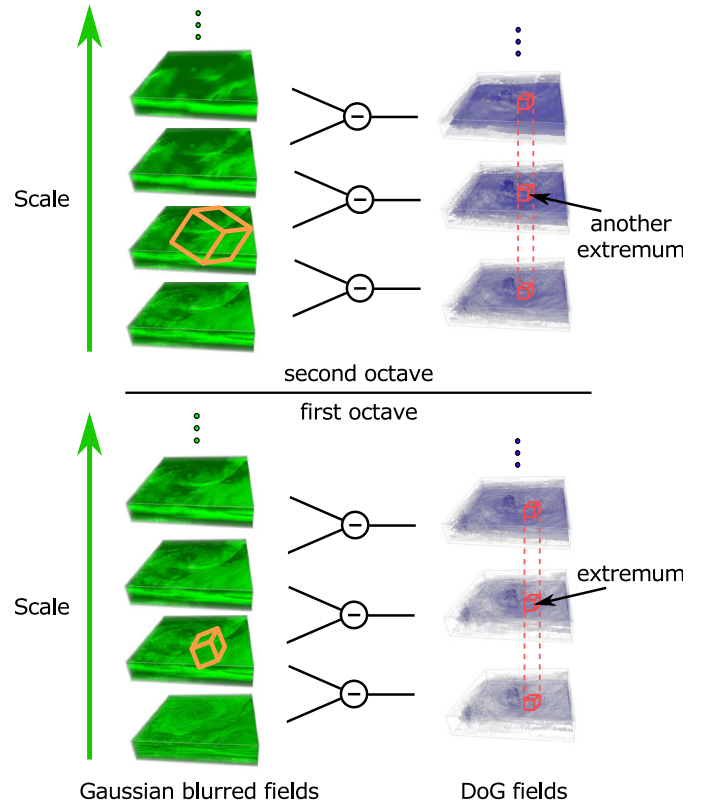 Scale
another
extremum
second octave
first octave
Scale
extremum
Gaussian blurred fields
DoG fields